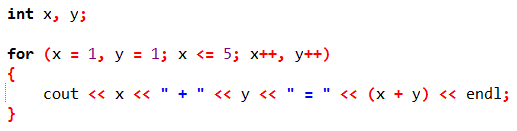 int x, y;
for (x = 1, y = 1; x <= 5; x++, y++)
{
cout << x << " + " << y << " = " << (x + y) << endl;
}